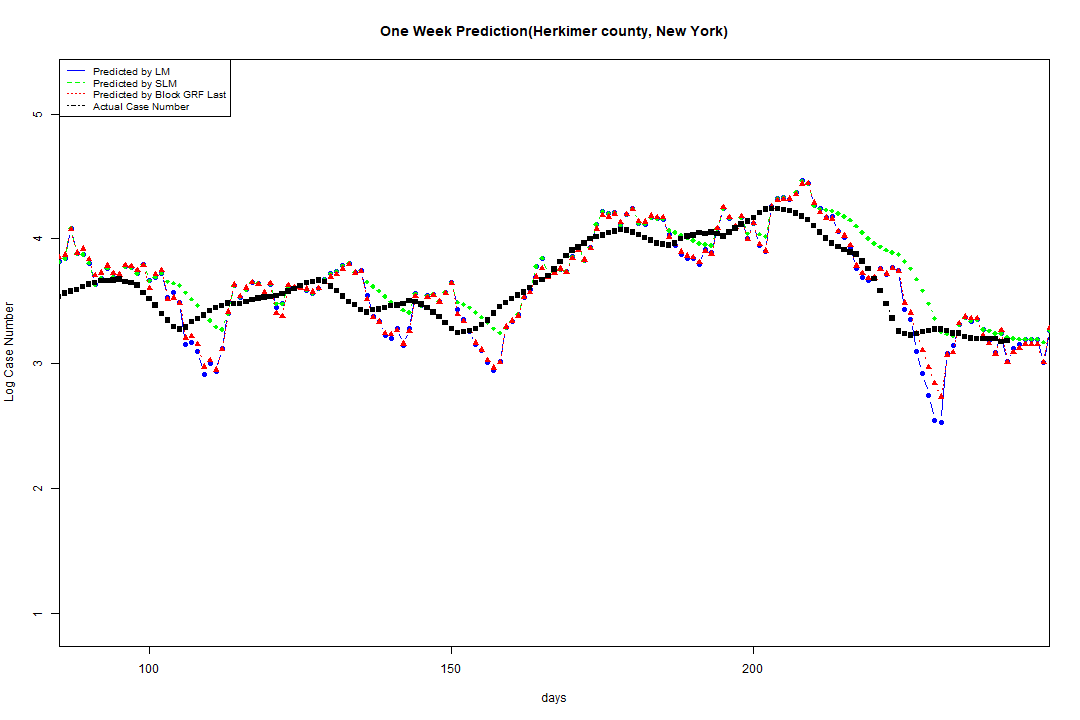 One Week Prediction(Herkimer county, New York)
Predicted by LM
Predicted by SLM
Predicted by Block GRF Last
Actual Case Number
5
4
3
2
1
Log Case Number
100 150 200
days